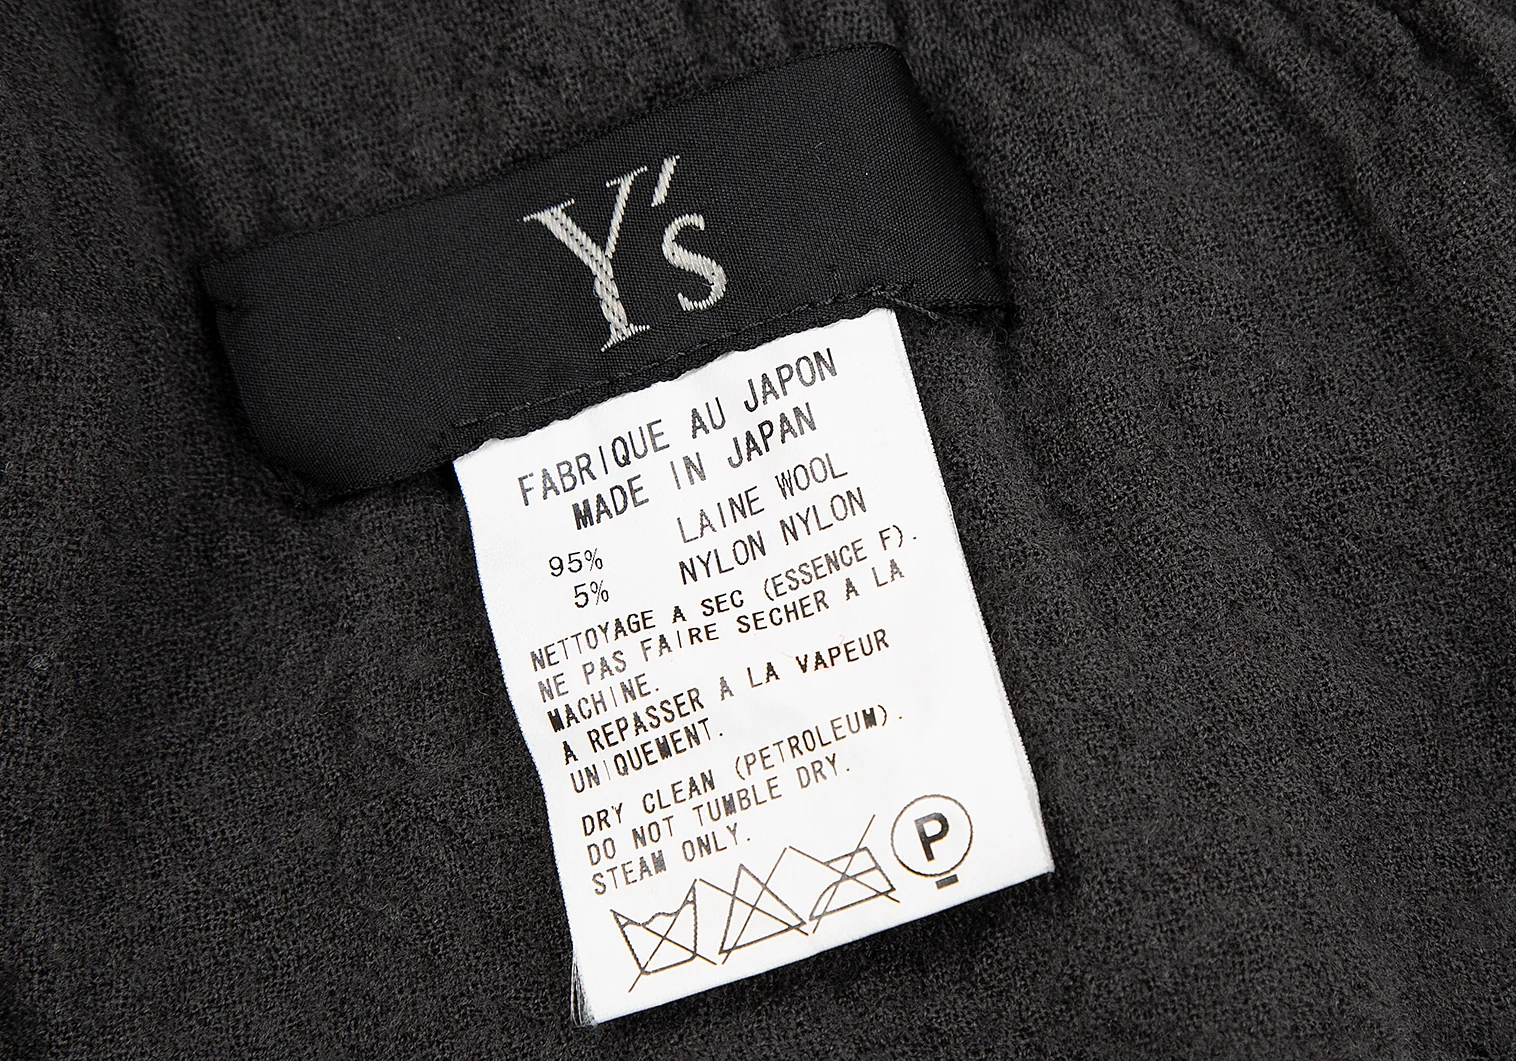 Y's
FABRIQUE AU JAPON
MADE IN JAPAN
95% LAINE WOOL
5% NYLON NYLON
NETTOYAGE A SEC (ESSENCE F).
NE PAS FAIRE SECHER A LA
MACHINE.
A REPASSER A LA VAPEUR
UNIQUEMENT.
DRY CLEAN (PETROLEUM).
DO NOT TUMBLE DRY.
STEAM ONLY.
P